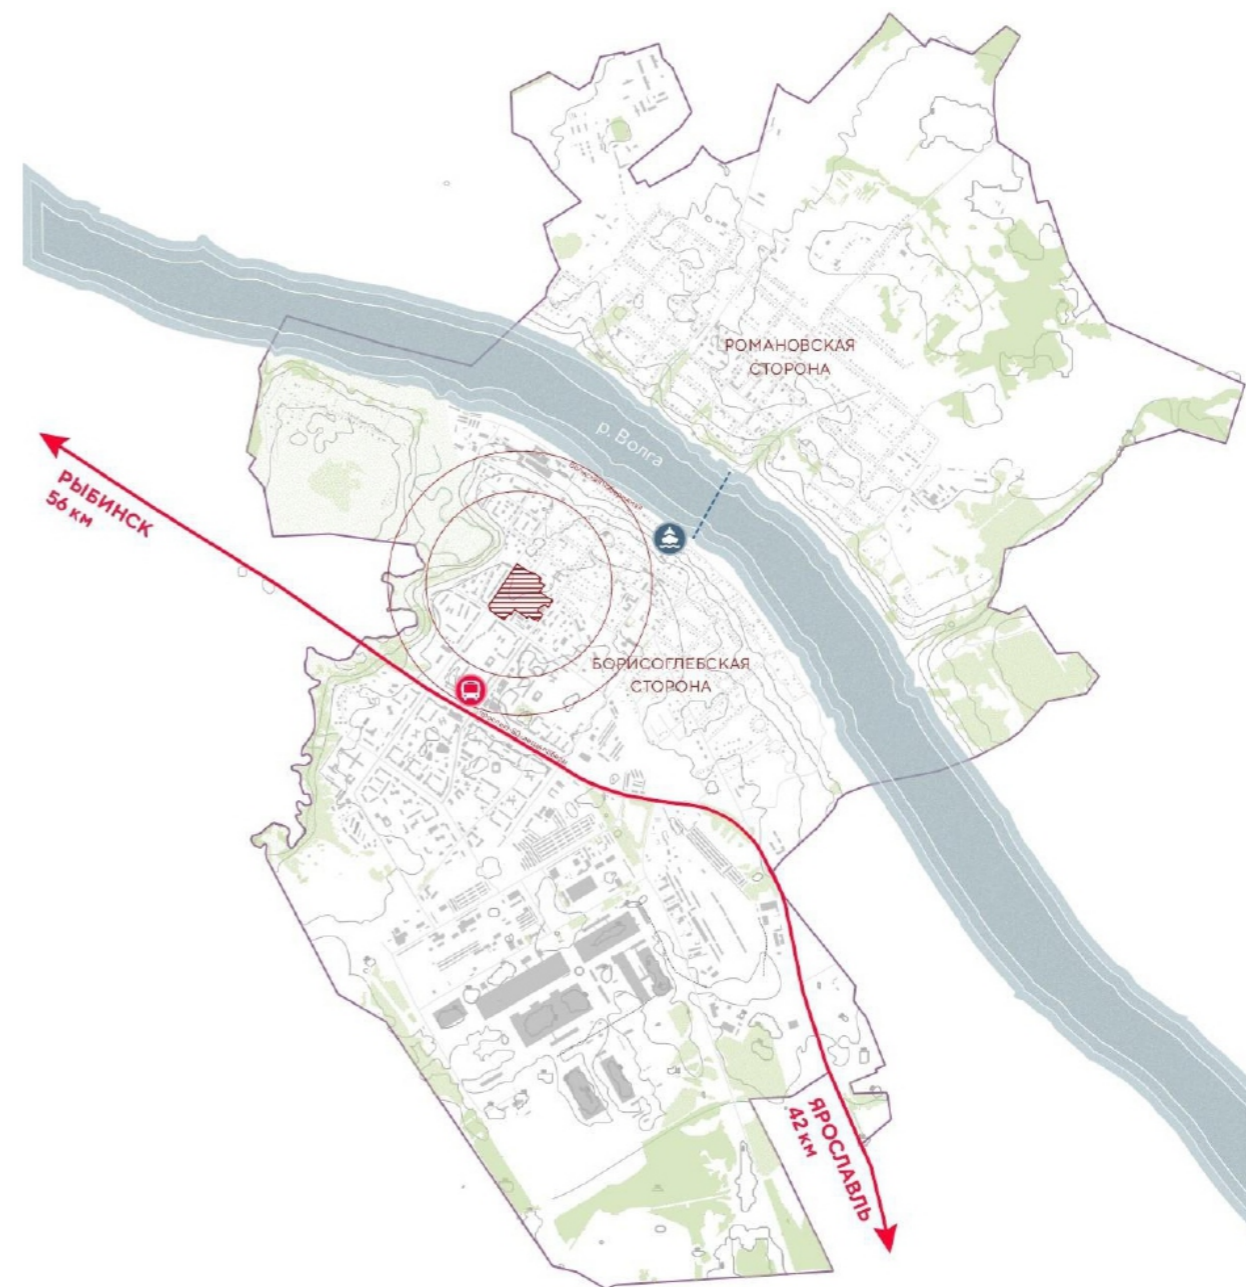 РОМАНОВСКАЯ
СТОРОНА
р. Волга
РЫБИНСК
56 км
БОРИСОГЛЕБСКАЯ
СТОРОНА
ЯРОСЛАВЛЬ
42 км